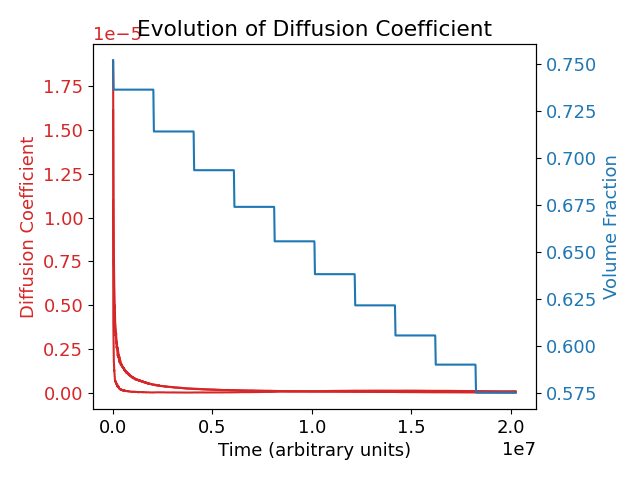 Evolution of Diffusion Coefficient
1e−5
1.75
1.50
1.25
1.00
0.75
0.50
0.25
0.00
Diffusion Coefficient
0.750
0.725
0.700
0.675
0.650
0.625
0.600
0.575
Volume Fraction
0.0 0.5 1.0 1.5 2.0
1e7
Time (arbitrary units)